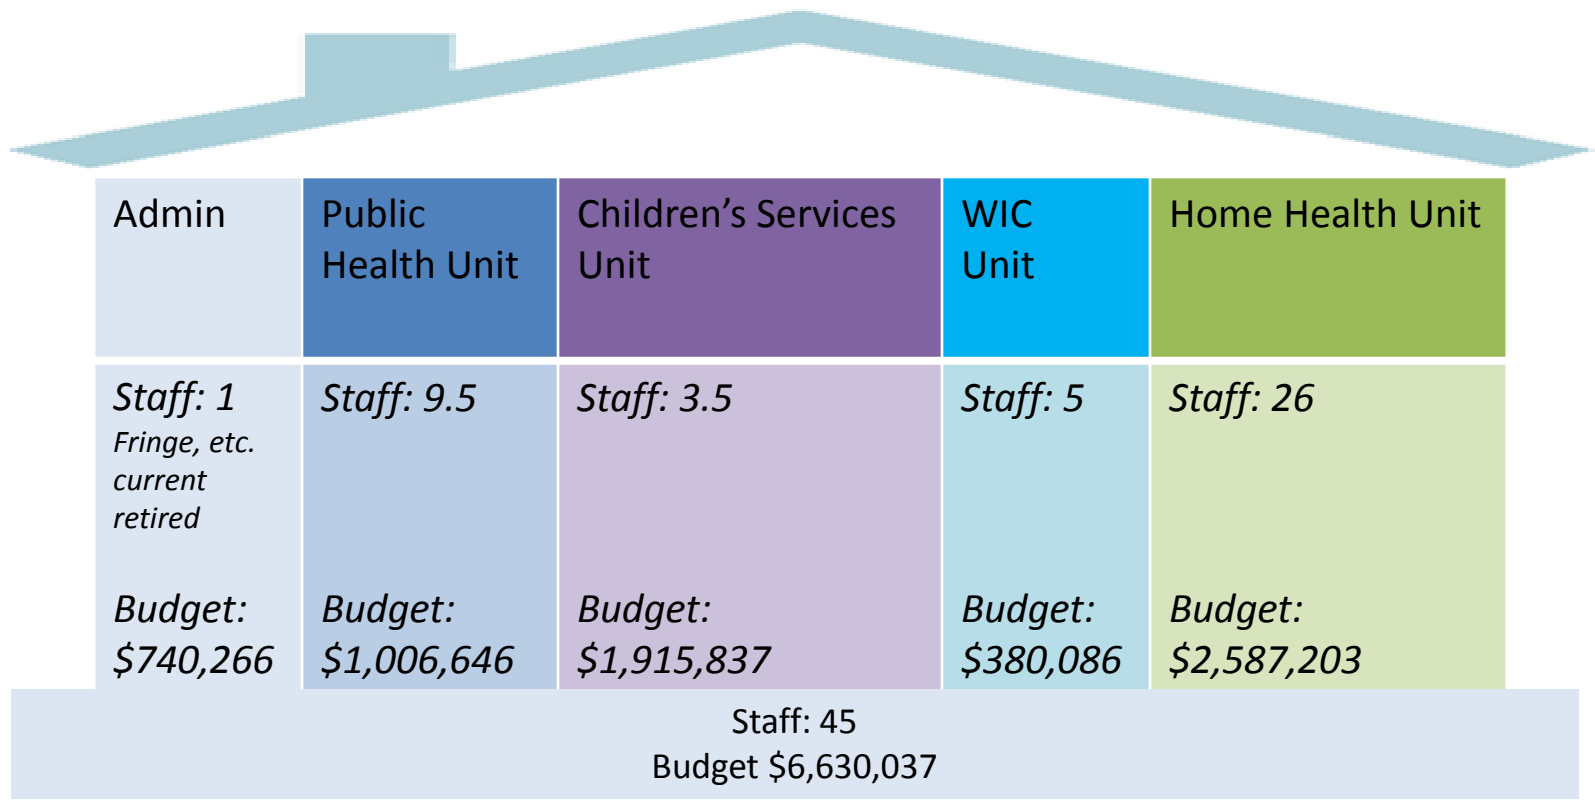 Admin
Public
Health Unit
Children’s Services
Unit
WIC
Unit
Home Health Unit
Staff: 1
Fringe, etc.
current
retired
Budget:
$740,266
Staff: 9.5
Budget:
$1,006,646
Staff: 3.5
Budget:
$1,915,837
Staff: 5
Budget:
$380,086
Staff: 26
Budget:
$2,587,203
Staff: 45
Budget $6,630,037